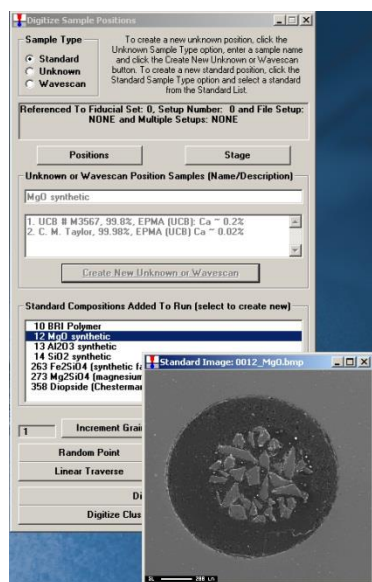 Digitize Sample Positions
Sample Type
Standard
Unknown
Wavescan
To create a new unknown position, click the
Unknown Sample Type option, enter a sample name
and click the Create New Unknown or Wavescan
button. To create a new standard position, click the
Standard Sample Type option and select a standard
from the Standard List.
Referenced To Fiducial Set: 0, Setup Number: 0 and File Setup:
NONE and Multiple Setups: NONE
Positions
Stage
Unknown or Wavescan Position Samples (Name/Description)
MgO synthetic
1. UCB # M3567, 99.8%, EPMA (UCB): Ca ~ 0.2%
2. C. M. Taylor, 99.98%, EPMA (UCB) Ca ~ 0.02%
Create New Unknown or Wavescan
Standard Compositions Added To Run (select to create new)
10 BRI Polymer
12 MgO synthetic
13 Al2O3 synthetic
14 SiO2 synthetic
263 Fe2SiO4 (synthetic fa
273 Mg2SiO4 (magnesium
358 Diopside (Chesterma
Standard Image: 0012_MgO.bmp
1
Increment Grai
Random Point
Linear Traverse
Di
Digitize Clus